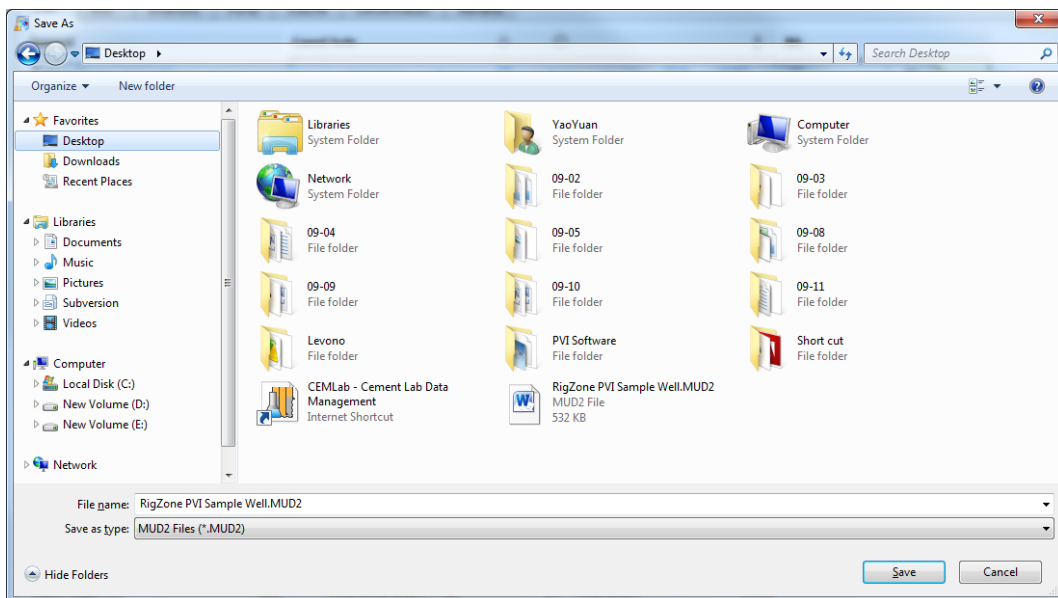 Save As
Desktop
Search Desktop
Organize
New folder
Favorites
Desktop
Downloads
Recent Places
Libraries
Documents
Music
Pictures
Subversion
Videos
Computer
Local Disk (C:)
New Volume (D:)
New Volume (E:)
Network
Libraries
System Folder
YaoYuan
System Folder
Computer
System Folder
Network
System Folder
09-02
File folder
09-03
File folder
09-04
File folder
09-05
File folder
09-08
File folder
09-09
File folder
09-10
File folder
09-11
File folder
Levono
File folder
PVI Software
File folder
Short cut
File folder
CEMLab - Cement Lab Data
Management
Internet Shortcut
RigZone PVI Sample Well.MUD2
MUD2 File
532 KB
File name: RigZone PVI Sample Well.MUD2
Save as type: MUD2 Files (*.MUD2)
Hide Folders
Save
Cancel